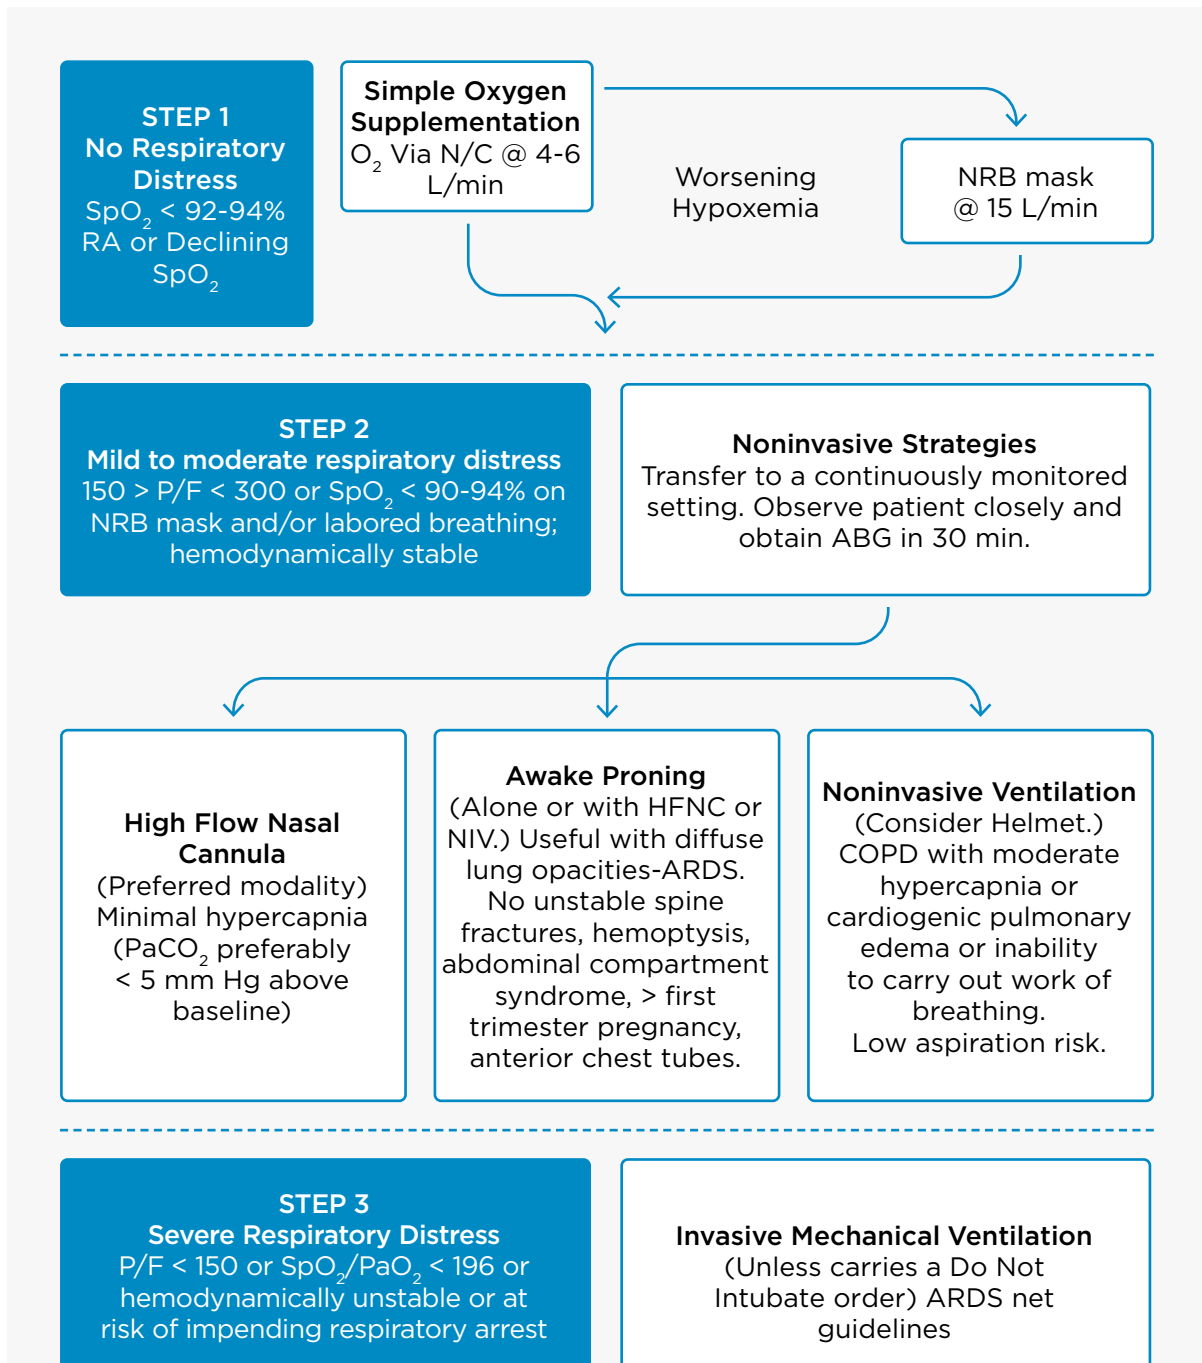 STEP 1
No Respiratory
Distress
SpO₂ < 92-94%
RA or Declining
SpO₂
Simple Oxygen
Supplementation
O₂ Via N/C @ 4-6
L/min
Worsening
Hypoxemia
NRB mask
@ 15 L/min
STEP 2
Mild to moderate respiratory distress
150 > P/F < 300 or SpO₂ < 90-94% on
NRB mask and/or labored breathing;
hemodynamically stable
Noninvasive Strategies
Transfer to a continuously monitored
setting. Observe patient closely and
obtain ABG in 30 min.
High Flow Nasal
Cannula
(Preferred modality)
Minimal hypercapnia
(PaCO₂ preferably
< 5 mm Hg above
baseline)
Awake Proning
(Alone or with HFNC or
NIV.) Useful with diffuse
lung opacities-ARDS.
No unstable spine
fractures, hemoptysis,
abdominal compartment
syndrome, > first
trimester pregnancy,
anterior chest tubes.
Noninvasive Ventilation
(Consider Helmet.)
COPD with moderate
hypercapnia or
cardiogenic pulmonary
edema or inability
to carry out work of
breathing.
Low aspiration risk.
STEP 3
Severe Respiratory Distress
P/F < 150 or SpO₂/PaO₂ < 196 or
hemodynamically unstable or at
risk of impending respiratory arrest
Invasive Mechanical Ventilation
(Unless carries a Do Not
Intubate order) ARDS net
guidelines